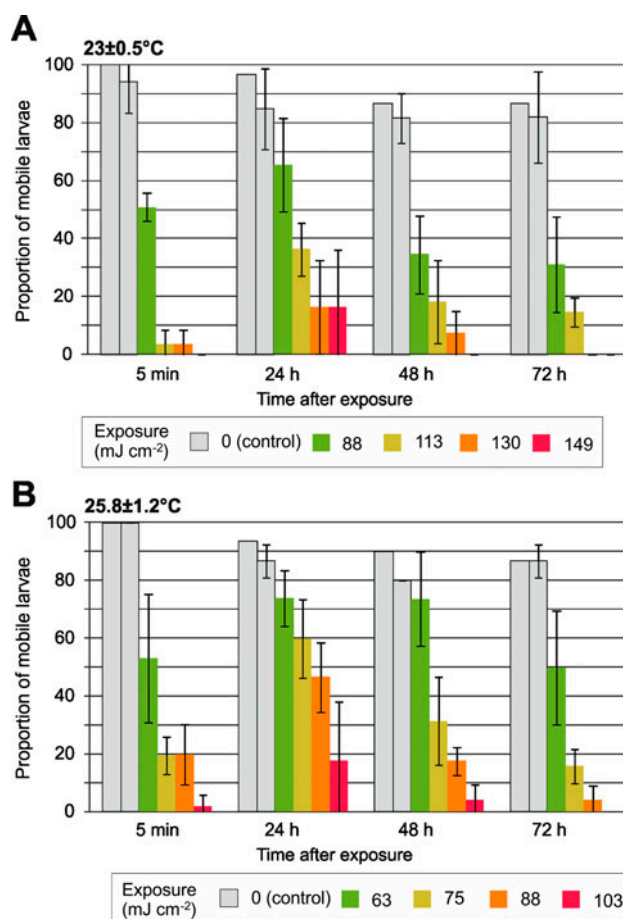 A
23±0.5°C
Proportion of mobile larvae
100
80
60
40
20
0
5 min 24 h 48 h 72 h
Time after exposure
Exposure (mJ cm⁻²) 0 (control) 88 113 130 149
B
25.8±1.2°C
Proportion of mobile larvae
100
80
60
40
20
0
5 min 24 h 48 h 72 h
Time after exposure
Exposure (mJ cm⁻²) 0 (control) 63 75 88 103